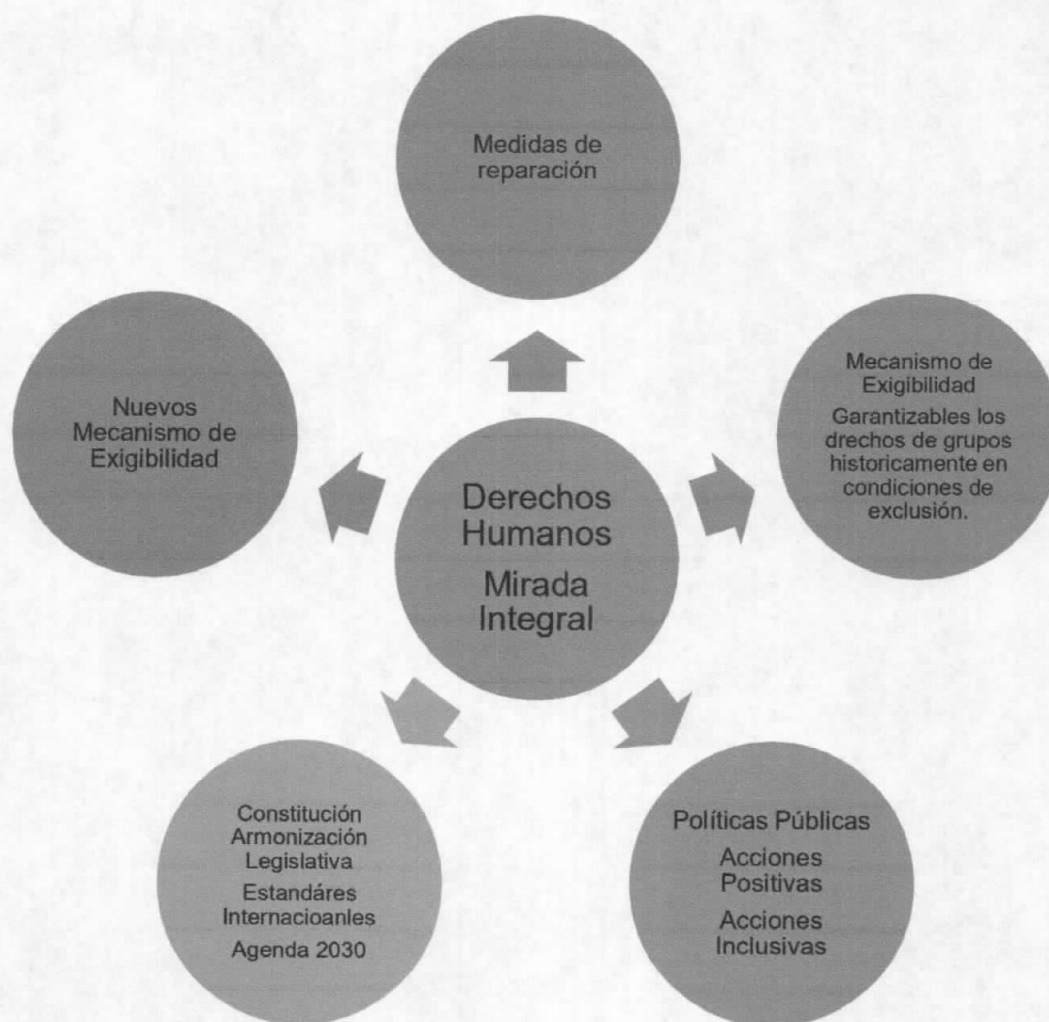 Medidas de
reparación
Mecanismo de
Exigibilidad
Garantizables los
drechos de grupos
historicamente en
condiciones de
exclusión.
Nuevos
Mecanismo de
Exigibilidad
Derechos
Humanos
Mirada
Integral
Constitución
Armonización
Legislativa
Estandáres
Internacioanles
Agenda 2030
Políticas Públicas
Acciones
Positivas
Acciones
Inclusivas